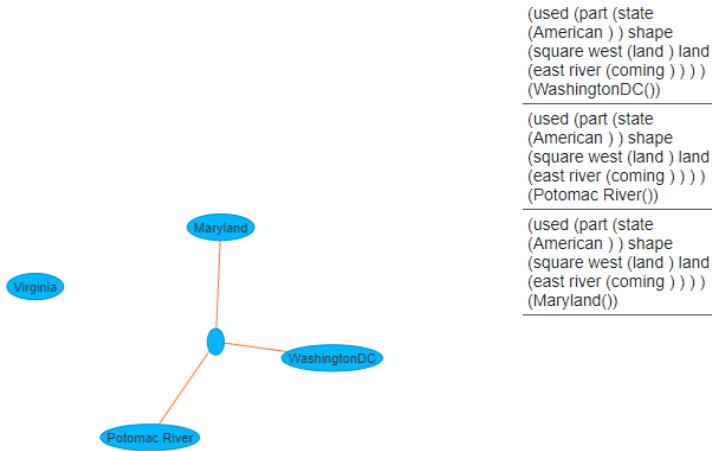 Maryland
Virginia
WashingtonDC
Potomac River
(used (part (state
(American ) ) shape
(square west (land ) land
(east river (coming ) ) ) )
(WashingtonDC())
(used (part (state
(American ) ) shape
(square west (land ) land
(east river (coming ) ) ) )
(Potomac River())
(used (part (state
(American ) ) shape
(square west (land ) land
(east river (coming ) ) ) )
(Maryland())